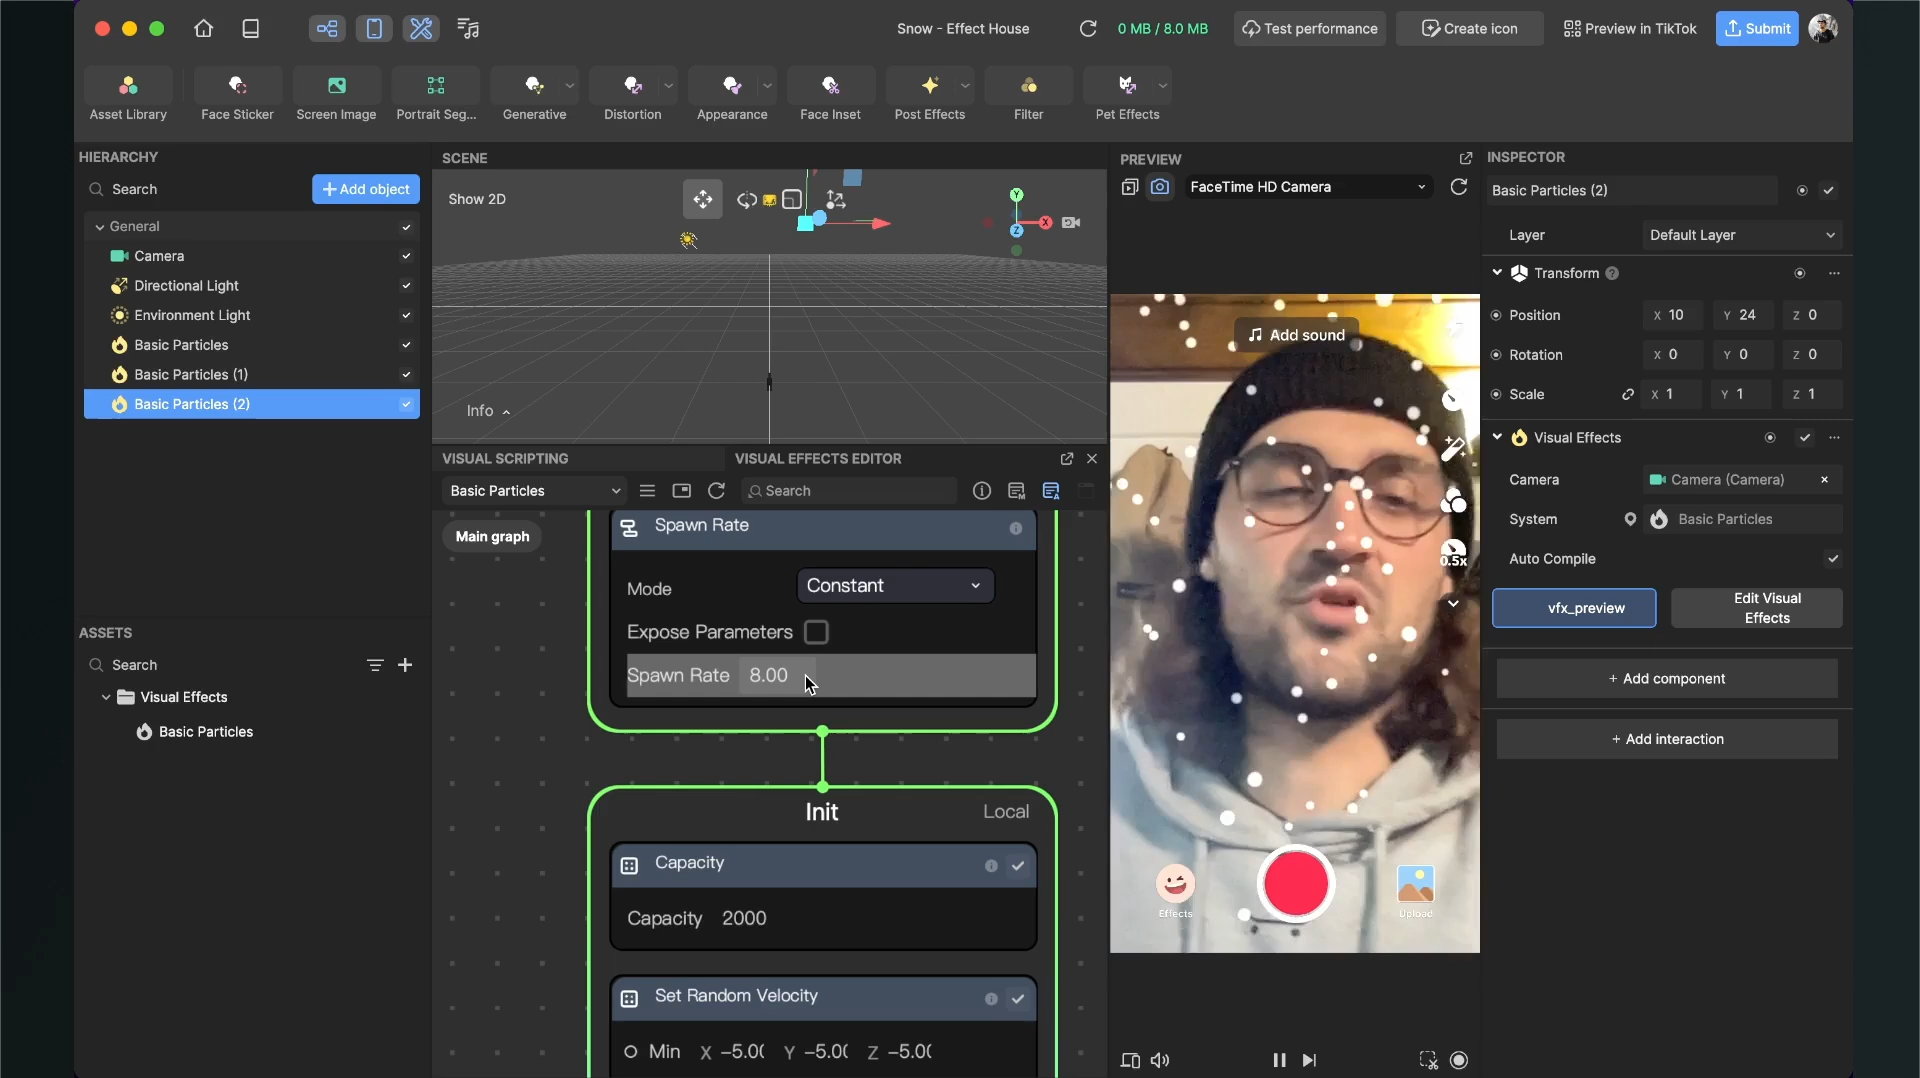 Snow - Effect House
0 MB / 8.0 MB
Test performance
Create icon
Preview in TikTok
Submit
Asset Library
Face Sticker
Screen Image
Portrait Seg...
Generative
Distortion
Appearance
Face Inset
Post Effects
Filter
Pet Effects
HIERARCHY
Search
+ Add object
General
Camera
Directional Light
Environment Light
Basic Particles
Basic Particles (1)
Basic Particles (2)
ASSETS
Search
Visual Effects
Basic Particles
SCENE
Show 2D
Y
X
Z
Info
VISUAL SCRIPTING
VISUAL EFFECTS EDITOR
Basic Particles
Search
Main graph
Spawn Rate
Mode
Constant
Expose Parameters
Spawn Rate 8.00
Init
Local
Capacity
Capacity 2000
Set Random Velocity
Min X -5.0( Y -5.0( Z -5.0(
PREVIEW
FaceTime HD Camera
Add sound
0.5x
Effects
Upload
INSPECTOR
Basic Particles (2)
Layer
Default Layer
Transform ?
Position X 10 Y 24 Z 0
Rotation X 0 Y 0 Z 0
Scale X 1 Y 1 Z 1
Visual Effects
Camera
Camera (Camera)
System
Basic Particles
Auto Compile
vfx_preview
Edit Visual
Effects
+ Add component
+ Add interaction